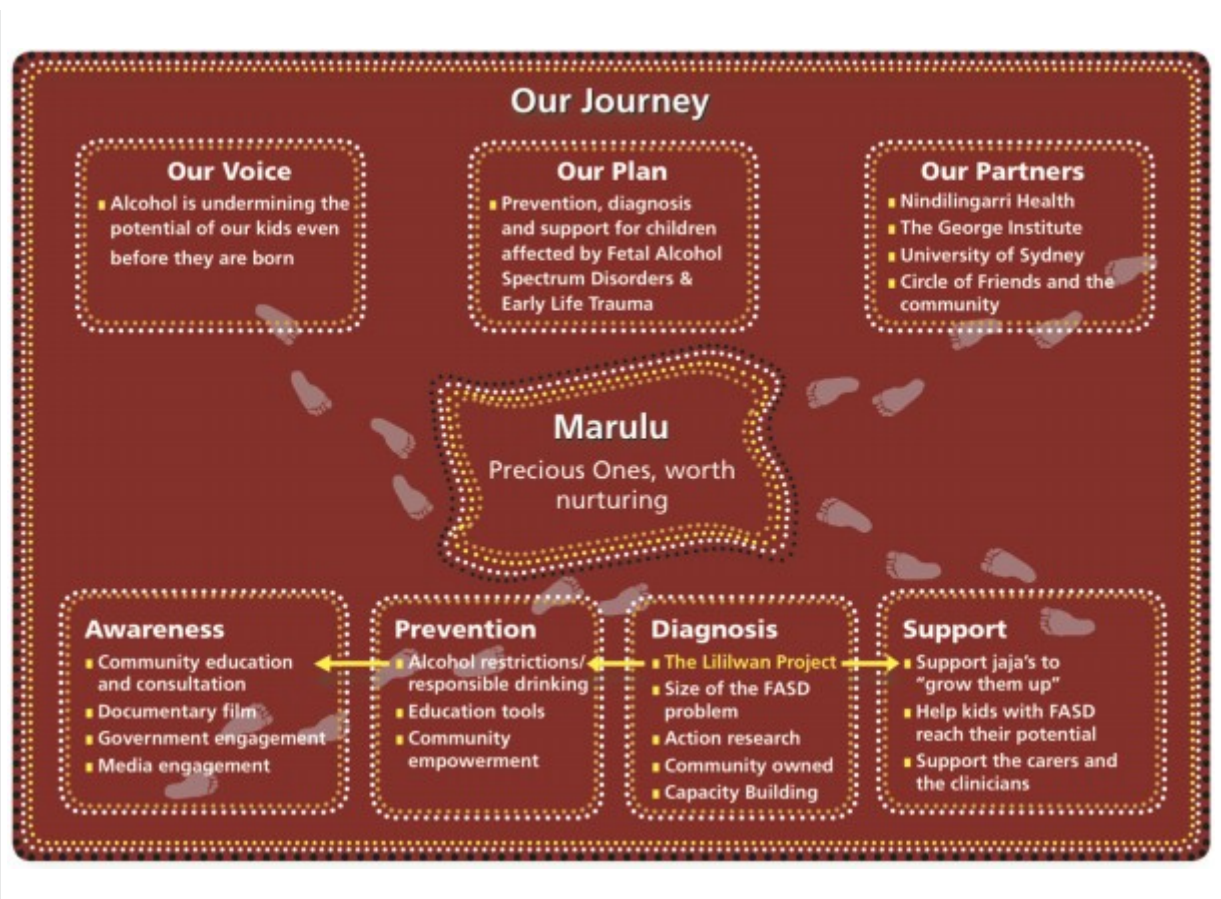 Our Journey
Our Voice
Alcohol is undermining the
potential of our kids even
before they are born
Our Plan
Prevention, diagnosis
and support for children
affected by Fetal Alcohol
Spectrum Disorders &
Early Life Trauma
Our Partners
Nindilingarri Health
The George Institute
University of Sydney
Circle of Friends and the
community
Marulu
Precious Ones, worth
nurturing
Awareness
Community education
and consultation
Documentary film
Government engagement
Media engagement
Prevention
Alcohol restrictions/
responsible drinking
Education tools
Community
empowerment
Diagnosis
The Lililwan Project
Size of the FASD
problem
Action research
Community owned
Capacity Building
Support
Support jaja's to
"grow them up"
Help kids with FASD
reach their potential
Support the carers and
the clinicians